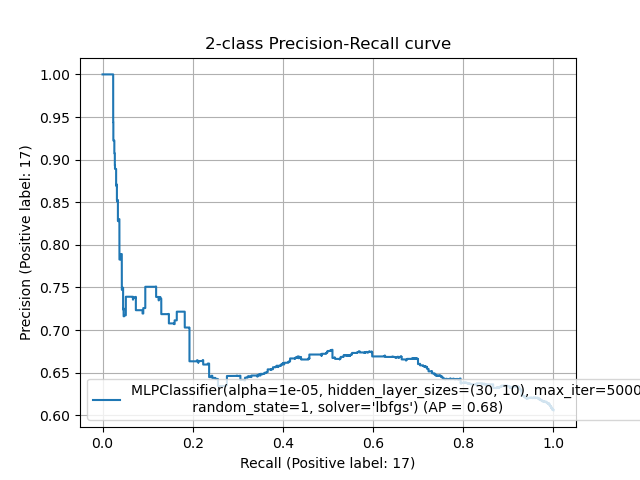 2-class Precision-Recall curve
Precision (Positive label: 17)
1.00
0.95
0.90
0.85
0.80
0.75
0.70
0.65
0.60
MLPClassifier(alpha=1e-05, hidden_layer_sizes=(30, 10), max_iter=5000
random_state=1, solver='lbfgs') (AP = 0.68)
0.0 0.2 0.4 0.6 0.8 1.0
Recall (Positive label: 17)